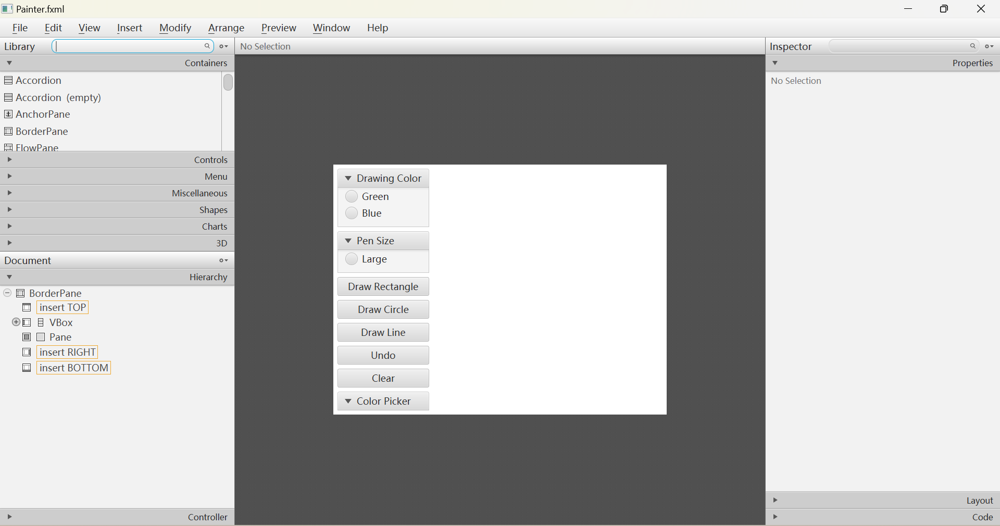 Painter.fxml
File Edit View Insert Modify Arrange Preview Window Help
Library
Containers
Accordion
Accordion (empty)
AnchorPane
BorderPane
FlowPane
Controls
Menu
Miscellaneous
Shapes
Charts
3D
Document
Hierarchy
BorderPane
insert TOP
VBox
Pane
insert RIGHT
insert BOTTOM
Controller
No Selection
Drawing Color
Green
Blue
Pen Size
Large
Draw Rectangle
Draw Circle
Draw Line
Undo
Clear
Color Picker
Inspector
Properties
No Selection
Layout
Code